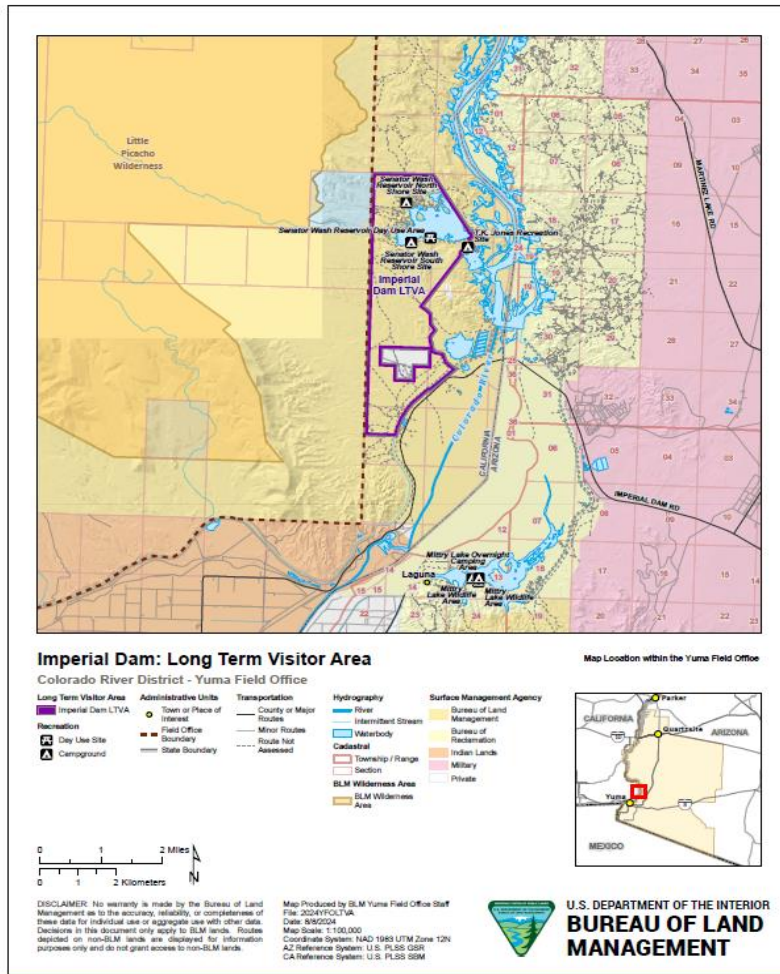 Little
Picacho
Wilderness
Senator Wash
Reservoir North
Shore Site
Senator Wash Reservoir Day Use Area
T.K. Jones Recreation
Site
Senator Wash
Reservoir South
Shore Site
Imperial
Dam LTVA
MARTINEZ LAKE RD
Colorado River
CALIFORNIA
ARIZONA
IMPERIAL DAM RD
Mittry Lake Overnight
Camping
Area
Laguna
Mittry
Lake Wildlife
Area
Mittry
Lake Wildlife
Area
Imperial Dam: Long Term Visitor Area
Colorado River District - Yuma Field Office
Map Location within the Yuma Field Office
Long Term Visitor Area
Imperial Dam LTVA
Recreation
Day Use Site
Campground
Administrative Units
Town or Place of
Interest
Field Office
Boundary
State Boundary
Transportation
County or Major
Routes
Minor Routes
Route Not
Assessed
Hydrography
River
Intermittent Stream
Waterbody
Cadastral
Township / Range
Section
BLM Wilderness Area
BLM Wilderness
Area
Surface Management Agency
Bureau of Land
Management
Bureau of
Reclamation
Indian Lands
Military
Private
Parker
CALIFORNIA
Quartzsite
ARIZONA
Yuma
MEXICO
0 1 2 Miles
0 1 2 Kilometers
N
DISCLAIMER: No warranty is made by the Bureau of Land
Management as to the accuracy, reliability, or completeness of
these data for individual use or aggregate use with other data.
Decisions in this document only apply to BLM lands. Routes
depicted on non-BLM lands are displayed for information
purposes only and do not grant access to non-BLM lands.
Map Produced by BLM Yuma Field Office Staff
File: 2024YFOLTVA
Date: 8/8/2024
Map Scale: 1:100,000
Coordinate System: NAD 1983 UTM Zone 12N
AZ Reference System: U.S. PLSS GSR
CA Reference System: U.S. PLSS SBM
U.S. DEPARTMENT OF THE INTERIOR
BUREAU OF LAND
MANAGEMENT